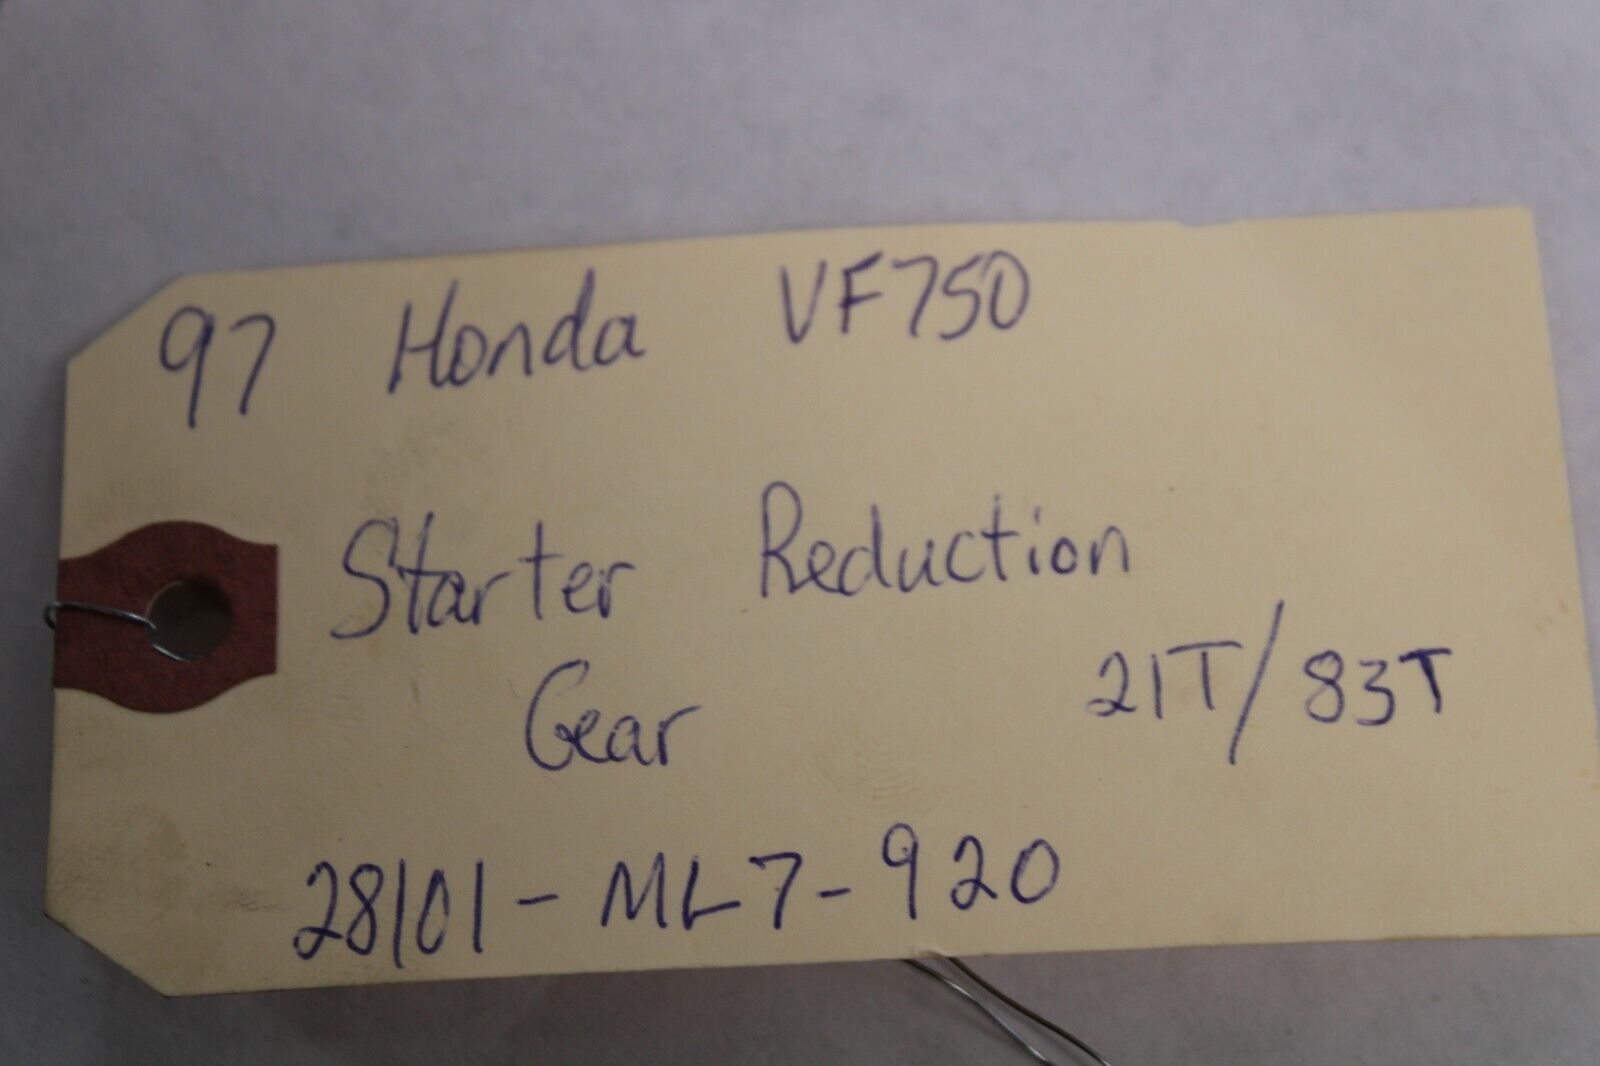 97 Honda VF750
Starter Reduction
Gear 21T/83T
28101-ML7-920